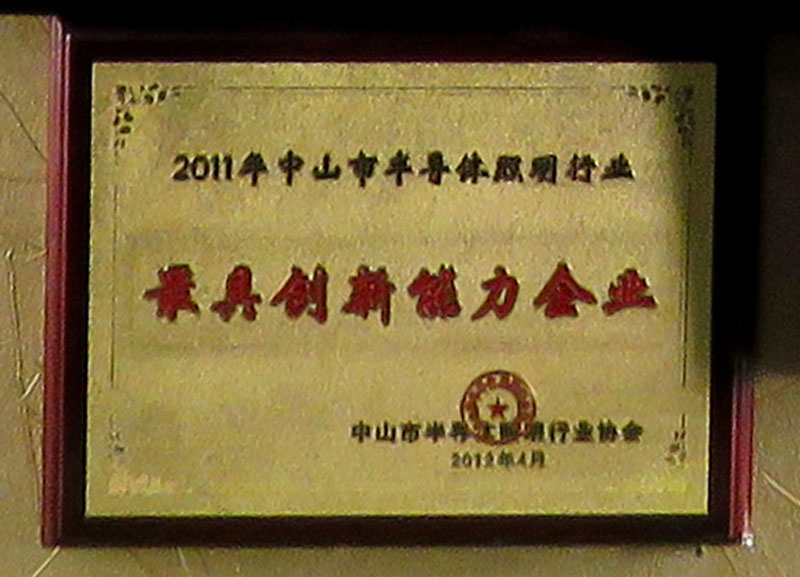 2011年中山市半导体照明行业
最具创新能力企业
中山市半导体照明行业协会
2012年4月